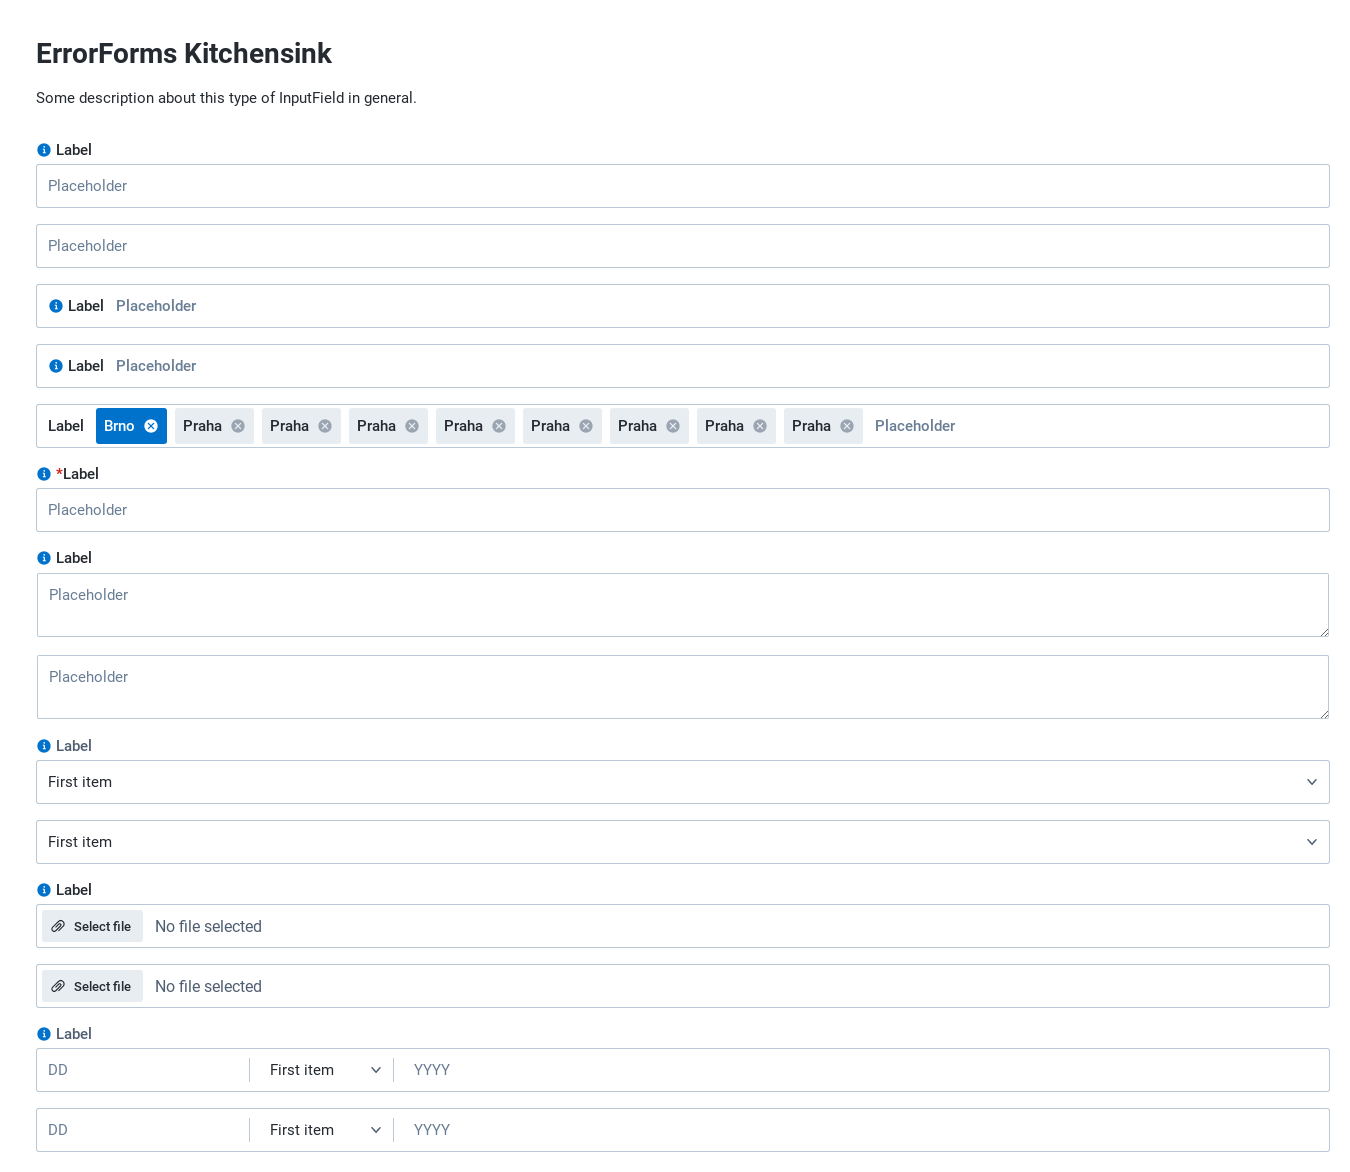 ErrorForms Kitchensink
Some description about this type of InputField in general.
Label
Placeholder
Placeholder
Label Placeholder
Label Placeholder
Label Brno Praha Praha Praha Praha Praha Praha Praha Praha Placeholder
*Label
Placeholder
Label
Placeholder
Placeholder
Label
First item
First item
Label
Select file No file selected
Select file No file selected
Label
DD First item YYYY
DD First item YYYY